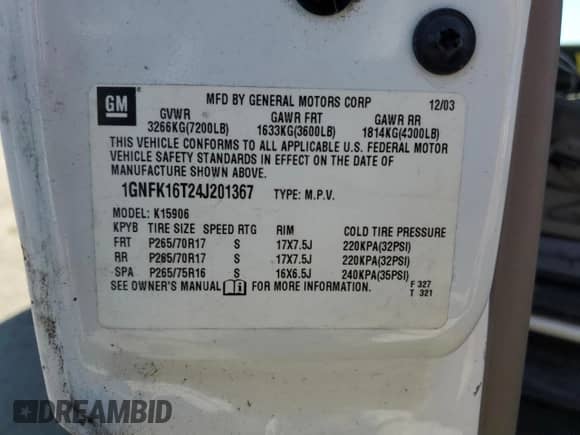 GM
MFD BY GENERAL MOTORS CORP 12/03
GVWR GAWR FRT GAWR RR
3266KG(7200LB) 1633KG(3600LB) 1814KG(4000LB)
THIS VEHICLE CONFORMS TO ALL APPLICABLE U.S. FEDERAL MOTOR
VEHICLE SAFETY STANDARDS IN EFFECT ON THE DATE OF
MANUFACTURE SHOWN ABOVE.
1GNFK16T24J201367 TYPE: M.P.V.
MODEL: K15906
KPYB TIRE SIZE SPEED RTG RIM COLD TIRE PRESSURE
FRT P265/70R17 S 17X7.5J 220KPA(32PSI)
RR P265/70R17 S 17X7.5J 220KPA(32PSI)
SPA P265/75R16 S 16X6.5J 240KPA(35PSI)
SEE OWNER'S MANUAL FOR MORE INFORMATION.
F 327
T 321
DREAMBID